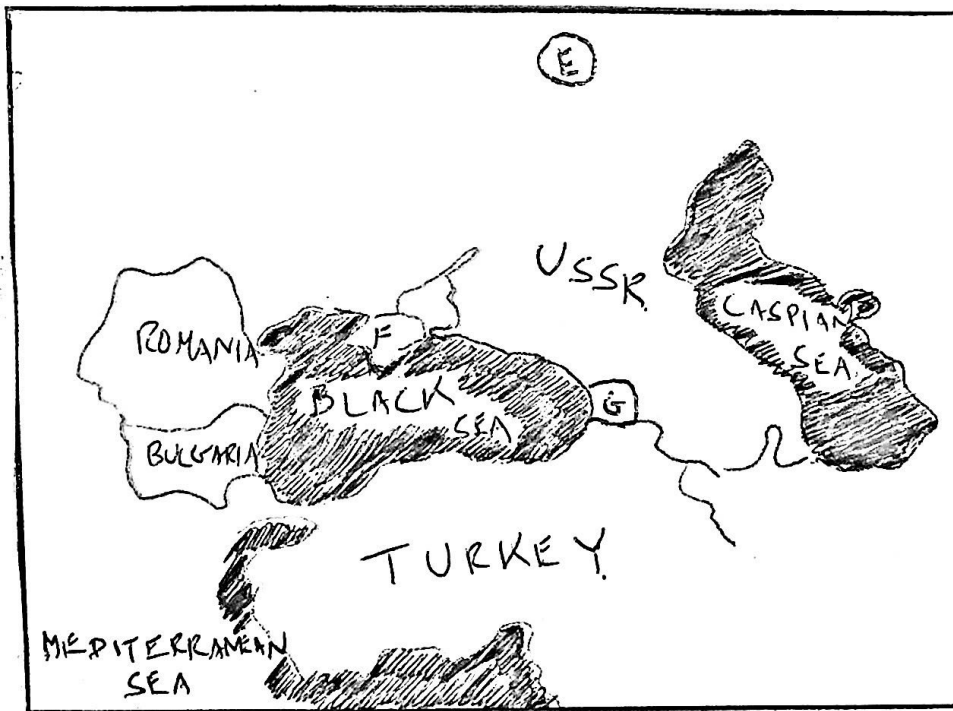 E
USSR
CASPIAN
SEA
ROMANIA
F
BLACK
SEA
G
BULGARIA
TURKEY.
MEDITERRANEAN
SEA